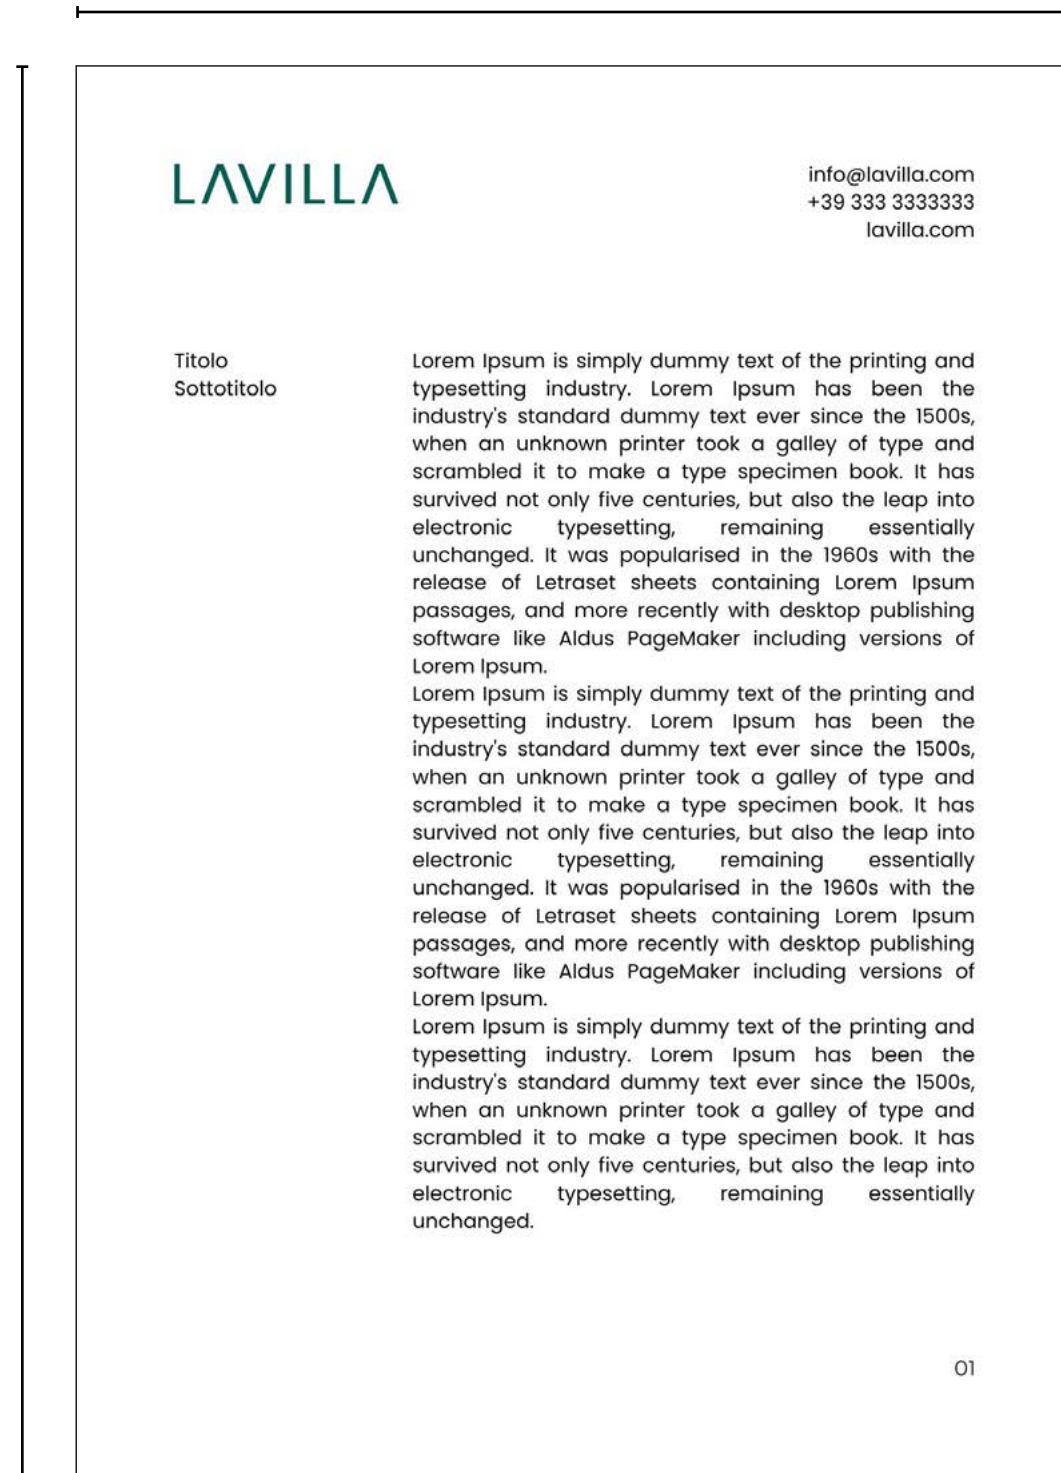 LAVILLA
info@lavilla.com
+39 333 3333333
lavilla.com
Titolo
Sottotitolo
Lorem Ipsum is simply dummy text of the printing and
typesetting industry. Lorem Ipsum has been the
industry's standard dummy text ever since the 1500s,
when an unknown printer took a galley of type and
scrambled it to make a type specimen book. It has
survived not only five centuries, but also the leap into
electronic typesetting, remaining essentially
unchanged. It was popularised in the 1960s with the
release of Letraset sheets containing Lorem Ipsum
passages, and more recently with desktop publishing
software like Aldus PageMaker including versions of
Lorem Ipsum.
Lorem Ipsum is simply dummy text of the printing and
typesetting industry. Lorem Ipsum has been the
industry's standard dummy text ever since the 1500s,
when an unknown printer took a galley of type and
scrambled it to make a type specimen book. It has
survived not only five centuries, but also the leap into
electronic typesetting, remaining essentially
unchanged. It was popularised in the 1960s with the
release of Letraset sheets containing Lorem Ipsum
passages, and more recently with desktop publishing
software like Aldus PageMaker including versions of
Lorem Ipsum.
Lorem Ipsum is simply dummy text of the printing and
typesetting industry. Lorem Ipsum has been the
industry's standard dummy text ever since the 1500s,
when an unknown printer took a galley of type and
scrambled it to make a type specimen book. It has
survived not only five centuries, but also the leap into
electronic typesetting, remaining essentially
unchanged.
01